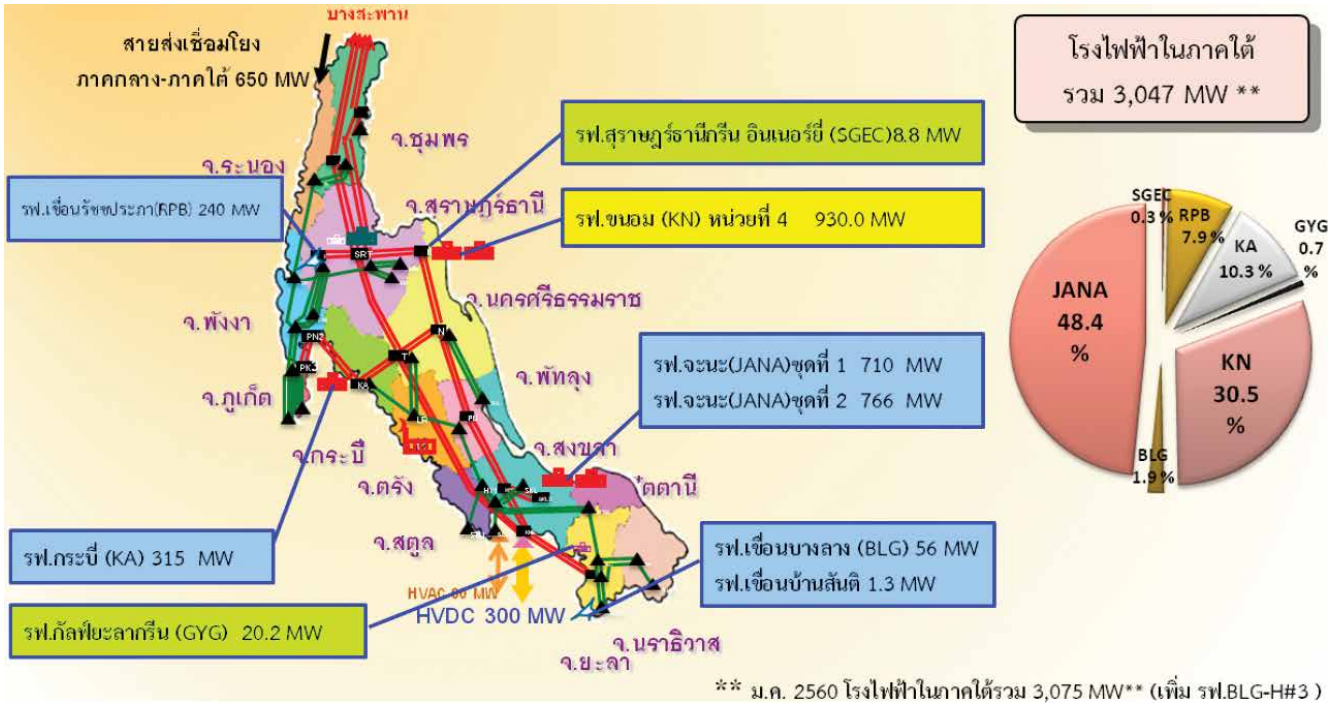 บางสะพาน
สายส่งเชื่อมโยง
ภาคกลาง-ภาคใต้ 650 MW
โรงไฟฟ้าในภาคใต้
รวม 3,047 MW **
รฟ.สุราษฎร์ธานีกรีน อินเนอร์ยี่ (SGEC)8.8 MW
จ.ชุมพร
จ.ระนอง
รฟ.เขื่อนรัชชประภา(RPB) 240 MW
จ.สุราษฎร์ธานี
รฟ.ขนอม (KN) หน่วยที่ 4 930.0 MW
SRT
จ.นครศรีธรรมราช
SGEC
0.3 %
RPB
7.9 %
KA
10.3 %
GYG
0.7
%
JANA
48.4
%
KN
30.5
%
BLG
1.9 %
จ.พังงา
PN2
PK3
KA
จ.ภูเก็ต
จ.พัทลุง
รฟ.จะนะ(JANA)ชุดที่ 1 710 MW
รฟ.จะนะ(JANA)ชุดที่ 2 766 MW
จ.กระบี่
จ.สงขลา
จ.ตรัง
ปัตตานี
จ.สตูล
รฟ.กระบี่ (KA) 315 MW
รฟ.เขื่อนบางลาง (BLG) 56 MW
รฟ.เขื่อนบ้านสันติ 1.3 MW
HVDC 300 MW
รฟ.กัลฟ์ยะลากรีน (GYG) 20.2 MW
จ.นราธิวาส
จ.ยะลา
** ม.ค. 2560 โรงไฟฟ้าในภาคใต้รวม 3,075 MW** (เพิ่ม รฟ.BLG-H#3 )